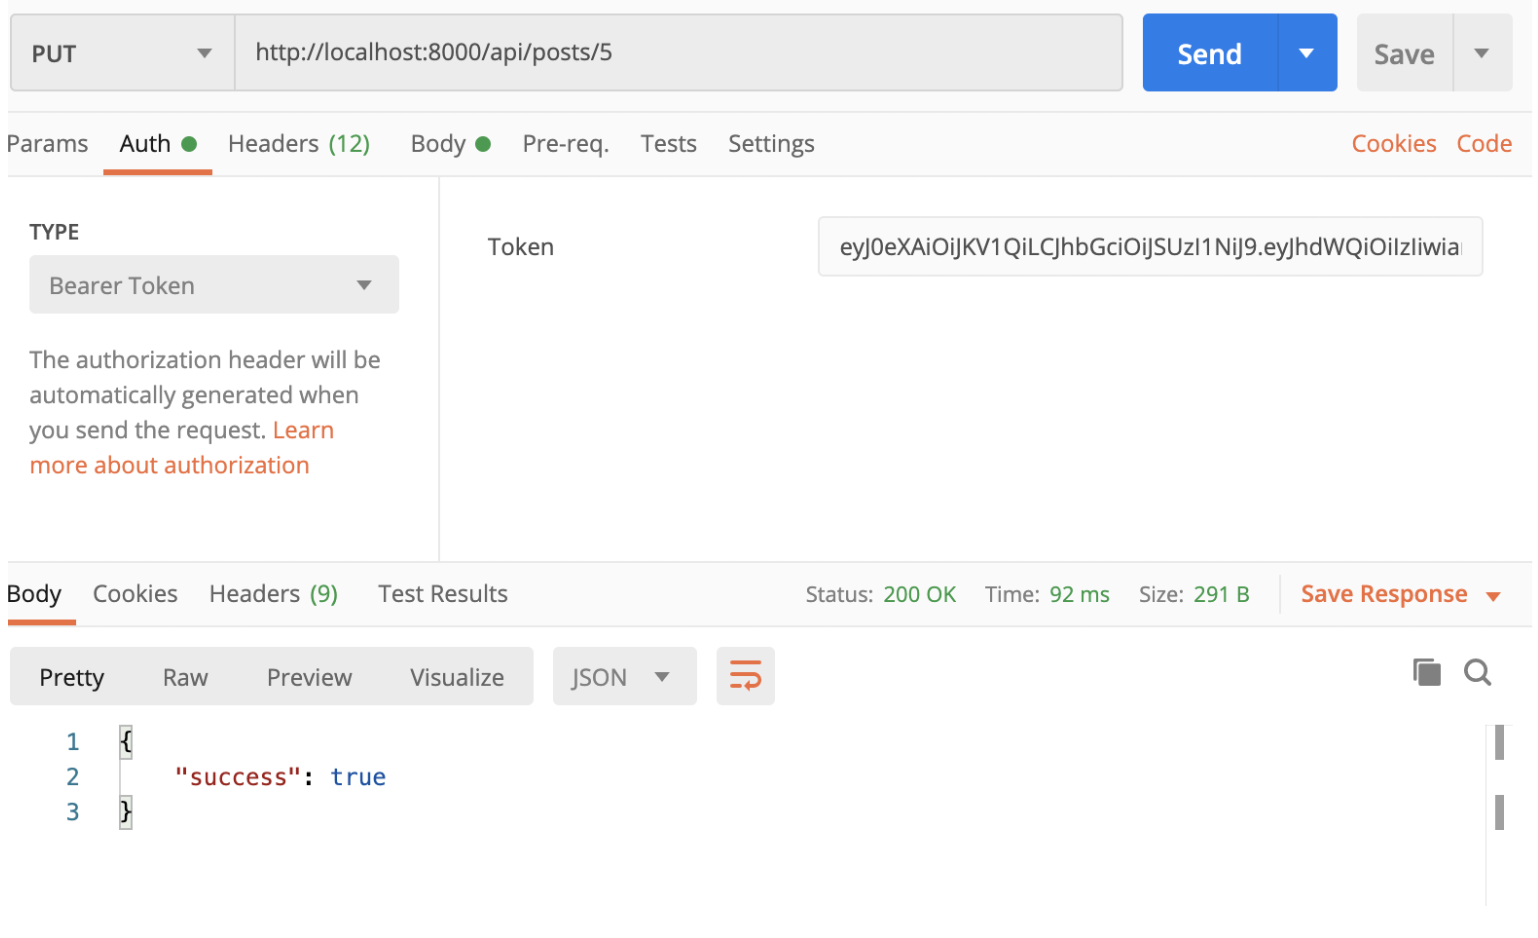 PUT http://localhost:8000/api/posts/5 Send Save
Params Auth Headers (12) Body Pre-req. Tests Settings Cookies Code
TYPE
Bearer Token
The authorization header will be
automatically generated when
you send the request. Learn
more about authorization
Token eyJ0eXAiOiJKV1QiLCJhbGciOiJSUzI1NiJ9.eyJhdWQiOiIzIiwia
Body Cookies Headers (9) Test Results Status: 200 OK Time: 92 ms Size: 291 B Save Response
Pretty Raw Preview Visualize JSON
1 {
2 "success": true
3 }